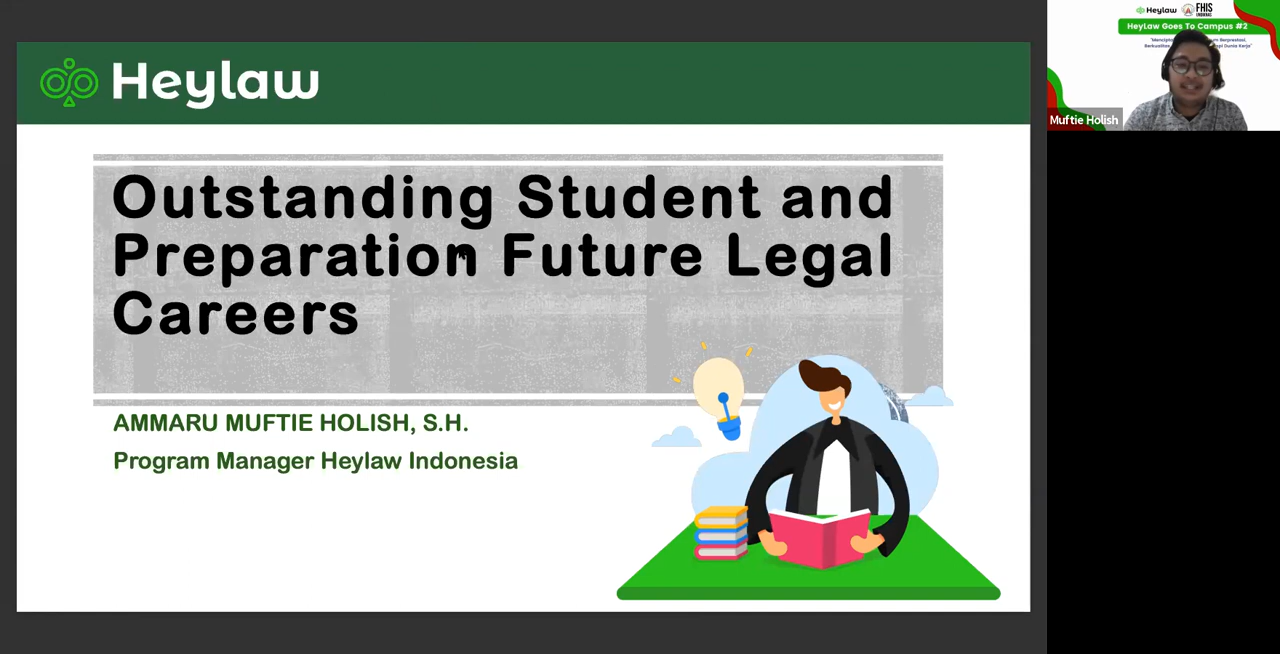 Heylaw
Outstanding Student and
Preparation Future Legal
Careers
AMMARU MUFTIE HOLISH, S.H.
Program Manager Heylaw Indonesia
Heylaw FHIS
HeyLaw Goes To Campus #2
Muftie Holish